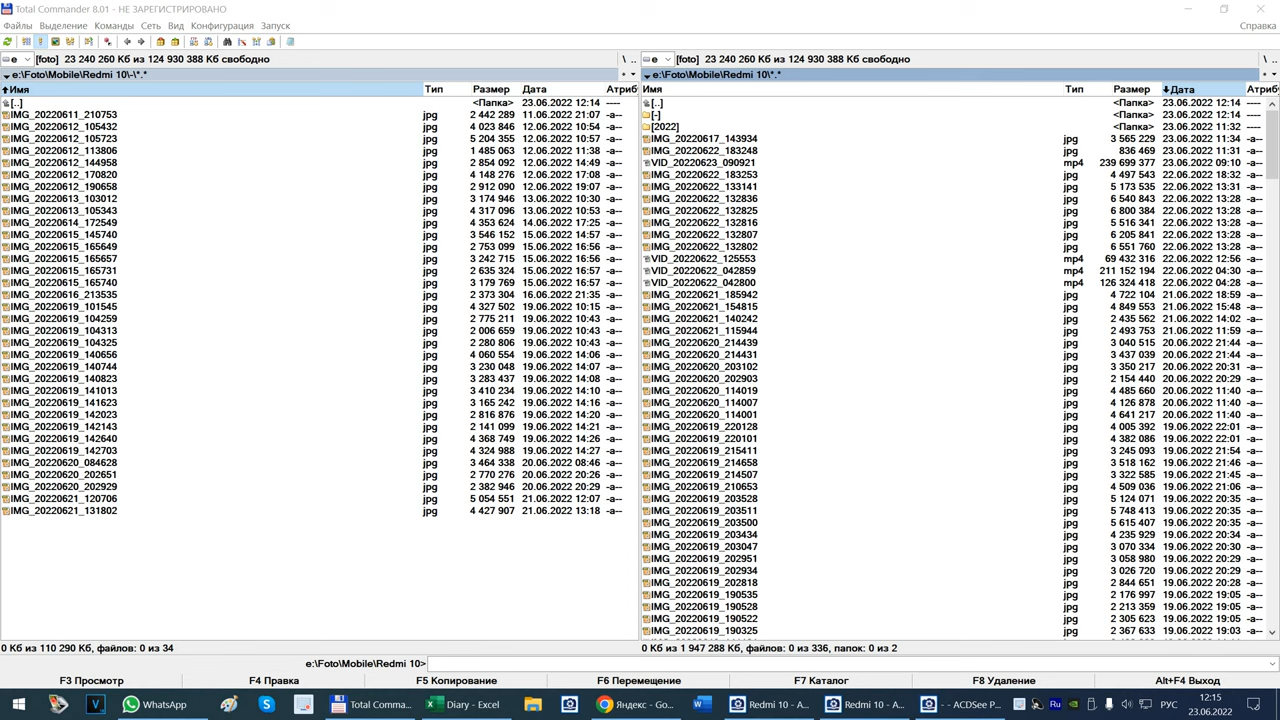 Total Commander 8.01 - НЕ ЗАРЕГИСТРИРОВАНО
Файлы Выделение Команды Сеть Вид Конфигурация Запуск Справка
e [foto] 23 240 260 Кб из 124 930 388 Кб свободно \ ..
e:\Foto\Mobile\Redmi 10\-\*.*
Имя Тип Размер Дата Атриб
[..] <Папка> 23.06.2022 12:14 ----
IMG_20220611_210753 jpg 2 442 289 11.06.2022 21:07 -a--
IMG_20220612_105432 jpg 4 023 846 12.06.2022 10:54 -a--
IMG_20220612_105723 jpg 5 204 355 12.06.2022 10:57 -a--
IMG_20220612_113806 jpg 1 485 063 12.06.2022 11:38 -a--
IMG_20220612_144958 jpg 2 854 092 12.06.2022 14:49 -a--
IMG_20220612_170820 jpg 4 148 276 12.06.2022 17:08 -a--
IMG_20220612_190658 jpg 2 912 090 12.06.2022 19:07 -a--
IMG_20220613_103012 jpg 3 174 946 13.06.2022 10:30 -a--
IMG_20220613_105343 jpg 4 317 096 13.06.2022 10:53 -a--
IMG_20220614_172549 jpg 4 353 624 14.06.2022 17:25 -a--
IMG_20220615_145740 jpg 3 546 152 15.06.2022 14:57 -a--
IMG_20220615_165649 jpg 2 753 099 15.06.2022 16:56 -a--
IMG_20220615_165657 jpg 3 242 715 15.06.2022 16:56 -a--
IMG_20220615_165731 jpg 2 635 324 15.06.2022 16:57 -a--
IMG_20220615_165740 jpg 3 179 769 15.06.2022 16:57 -a--
IMG_20220616_213535 jpg 2 373 304 16.06.2022 21:35 -a--
IMG_20220619_101545 jpg 4 327 502 19.06.2022 10:15 -a--
IMG_20220619_104259 jpg 2 775 211 19.06.2022 10:43 -a--
IMG_20220619_104313 jpg 2 006 659 19.06.2022 10:43 -a--
IMG_20220619_104325 jpg 2 280 806 19.06.2022 10:43 -a--
IMG_20220619_140656 jpg 4 060 554 19.06.2022 14:06 -a--
IMG_20220619_140744 jpg 3 230 048 19.06.2022 14:07 -a--
IMG_20220619_140823 jpg 3 283 437 19.06.2022 14:08 -a--
IMG_20220619_141013 jpg 3 410 234 19.06.2022 14:10 -a--
IMG_20220619_141623 jpg 3 165 242 19.06.2022 14:16 -a--
IMG_20220619_142023 jpg 2 816 876 19.06.2022 14:20 -a--
IMG_20220619_142143 jpg 2 141 099 19.06.2022 14:21 -a--
IMG_20220619_142640 jpg 4 368 749 19.06.2022 14:26 -a--
IMG_20220619_142703 jpg 4 324 988 19.06.2022 14:27 -a--
IMG_20220620_084628 jpg 3 464 338 20.06.2022 08:46 -a--
IMG_20220620_202651 jpg 2 770 276 20.06.2022 20:26 -a--
IMG_20220620_202929 jpg 2 382 946 20.06.2022 20:29 -a--
IMG_20220621_120706 jpg 5 054 551 21.06.2022 12:07 -a--
IMG_20220621_131802 jpg 4 427 907 21.06.2022 13:18 -a--
0 Кб из 110 290 Кб, файлов: 0 из 34
e [foto] 23 240 260 Кб из 124 930 388 Кб свободно \ ..
e:\Foto\Mobile\Redmi 10\*.*
Имя Тип Размер Дата Атриб
[..] <Папка> 23.06.2022 12:14 ----
[-] <Папка> 23.06.2022 12:14 ----
[2022] <Папка> 23.06.2022 11:32 ----
IMG_20220617_143934 jpg 3 565 229 23.06.2022 11:34 -a--
IMG_20220622_183248 jpg 836 469 23.06.2022 11:31 -a--
VID_20220623_090921 mp4 239 699 377 23.06.2022 09:10 -a--
IMG_20220622_183253 jpg 4 497 543 22.06.2022 18:32 -a--
IMG_20220622_133141 jpg 5 173 535 22.06.2022 13:31 -a--
IMG_20220622_132836 jpg 6 540 843 22.06.2022 13:28 -a--
IMG_20220622_132825 jpg 6 800 384 22.06.2022 13:28 -a--
IMG_20220622_132816 jpg 6 516 341 22.06.2022 13:28 -a--
IMG_20220622_132807 jpg 6 205 841 22.06.2022 13:28 -a--
IMG_20220622_132802 jpg 6 551 760 22.06.2022 13:28 -a--
VID_20220622_125553 mp4 69 432 316 22.06.2022 12:56 -a--
VID_20220622_042859 mp4 211 152 194 22.06.2022 04:30 -a--
VID_20220622_042800 mp4 126 324 418 22.06.2022 04:28 -a--
IMG_20220621_185942 jpg 4 722 104 21.06.2022 18:59 -a--
IMG_20220621_154815 jpg 4 849 553 21.06.2022 15:48 -a--
IMG_20220621_140242 jpg 2 435 562 21.06.2022 14:02 -a--
IMG_20220621_115944 jpg 2 493 753 21.06.2022 11:59 -a--
IMG_20220620_214439 jpg 3 040 515 20.06.2022 21:44 -a--
IMG_20220620_214431 jpg 3 437 039 20.06.2022 21:44 -a--
IMG_20220620_203102 jpg 3 350 217 20.06.2022 20:31 -a--
IMG_20220620_202903 jpg 2 154 440 20.06.2022 20:29 -a--
IMG_20220620_114019 jpg 4 485 660 20.06.2022 11:40 -a--
IMG_20220620_114007 jpg 4 126 878 20.06.2022 11:40 -a--
IMG_20220620_114001 jpg 4 641 217 20.06.2022 11:40 -a--
IMG_20220619_220128 jpg 4 005 392 19.06.2022 22:01 -a--
IMG_20220619_220101 jpg 4 382 086 19.06.2022 22:01 -a--
IMG_20220619_215411 jpg 3 245 093 19.06.2022 21:54 -a--
IMG_20220619_214658 jpg 3 518 162 19.06.2022 21:46 -a--
IMG_20220619_214507 jpg 3 322 585 19.06.2022 21:46 -a--
IMG_20220619_210653 jpg 4 509 036 19.06.2022 21:06 -a--
IMG_20220619_203528 jpg 5 124 071 19.06.2022 20:35 -a--
IMG_20220619_203511 jpg 5 748 413 19.06.2022 20:35 -a--
IMG_20220619_203500 jpg 5 615 407 19.06.2022 20:35 -a--
IMG_20220619_203434 jpg 4 235 929 19.06.2022 20:34 -a--
IMG_20220619_203047 jpg 3 070 334 19.06.2022 20:30 -a--
IMG_20220619_202951 jpg 3 058 980 19.06.2022 20:29 -a--
IMG_20220619_202934 jpg 3 026 720 19.06.2022 20:29 -a--
IMG_20220619_202818 jpg 2 844 651 19.06.2022 20:28 -a--
IMG_20220619_190535 jpg 2 176 997 19.06.2022 19:05 -a--
IMG_20220619_190528 jpg 2 213 359 19.06.2022 19:05 -a--
IMG_20220619_190522 jpg 2 305 623 19.06.2022 19:05 -a--
IMG_20220619_190325 jpg 2 367 633 19.06.2022 19:03 -a--
0 Кб из 1 947 288 Кб, файлов: 0 из 336, папок: 0 из 2
e:\Foto\Mobile\Redmi 10>
F3 Просмотр F4 Правка F5 Копирование F6 Перемещение F7 Каталог F8 Удаление Alt+F4 Выход
WhatsApp Total Comma... Diary - Excel Яндекс - Go... Redmi 10 - A... Redmi 10 - A... - - ACDSee P... Ru РУС 12:15
23.06.2022